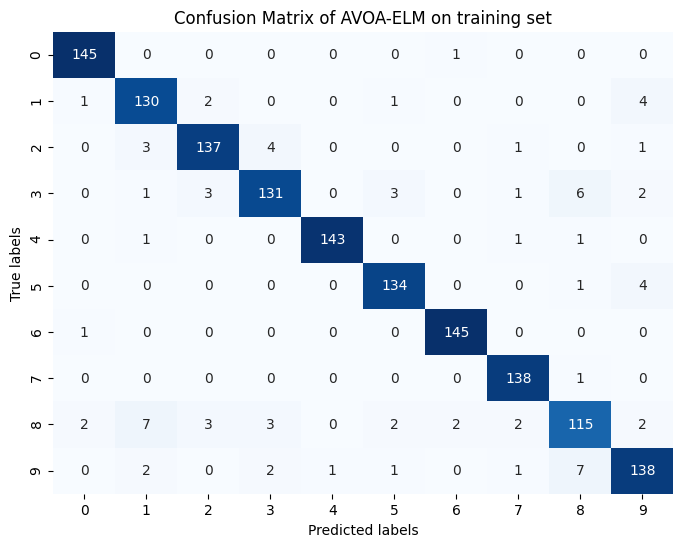 Confusion Matrix of AVOA-ELM on training set
0 145 0 0 0 0 0 1 0 0 0
1 1 130 2 0 0 1 0 0 0 4
2 0 3 137 4 0 0 0 1 0 1
3 0 1 3 131 0 3 0 1 6 2
4 0 1 0 0 143 0 0 1 1 0
5 0 0 0 0 0 134 0 0 1 4
6 1 0 0 0 0 0 145 0 0 0
7 0 0 0 0 0 0 0 138 1 0
8 2 7 3 3 0 2 2 2 115 2
9 0 2 0 2 1 1 0 1 7 138
0 1 2 3 4 5 6 7 8 9
Predicted labels
True labels